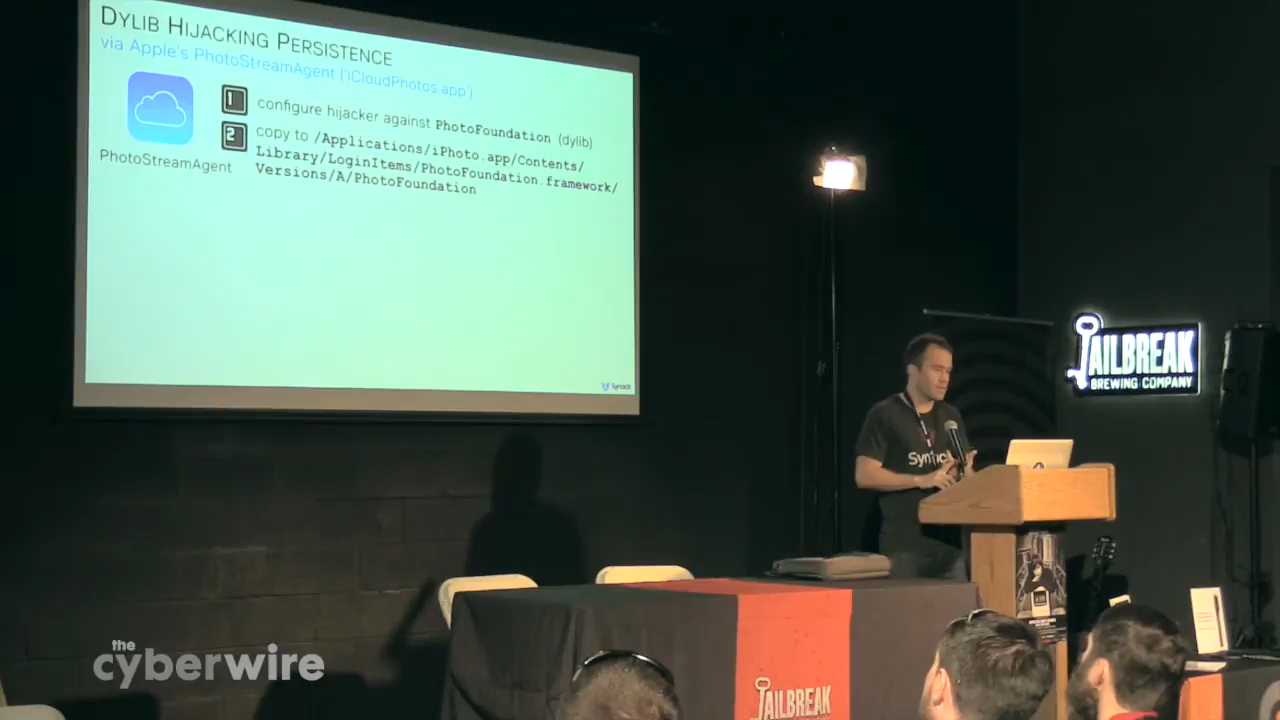 DYLIB HIJACKING PERSISTENCE
via Apple's PhotoStreamAgent ('iCloudPhotos.app')
1 configure hijacker against PhotoFoundation (dylib)
2 copy to /Applications/iPhoto.app/Contents/
Library/LoginItems/PhotoFoundation.framework/
Versions/A/PhotoFoundation
PhotoStreamAgent
Synack
JAILBREAK
BREWING COMPANY
Synack
JAILBREAK
the
cyberwire